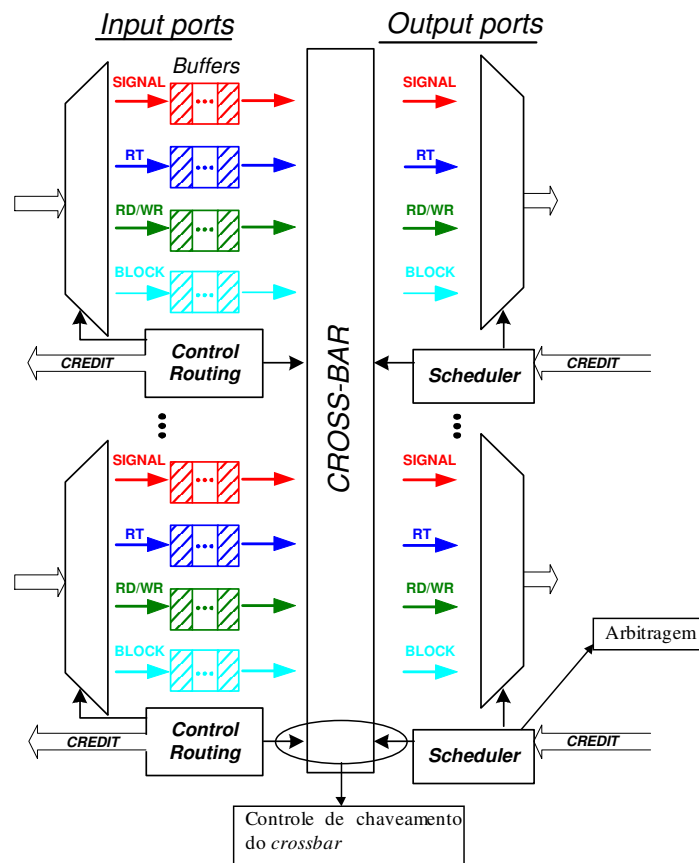 Input ports
Output ports
Buffers
SIGNAL
SIGNAL
RT
RT
RD/WR
RD/WR
BLOCK
BLOCK
CROSS-BAR
Control
Routing
CREDIT
Scheduler
CREDIT
SIGNAL
SIGNAL
RT
RT
RD/WR
RD/WR
BLOCK
BLOCK
Arbitragem
Control
Routing
CREDIT
Scheduler
CREDIT
Controle de chaveamento
do crossbar